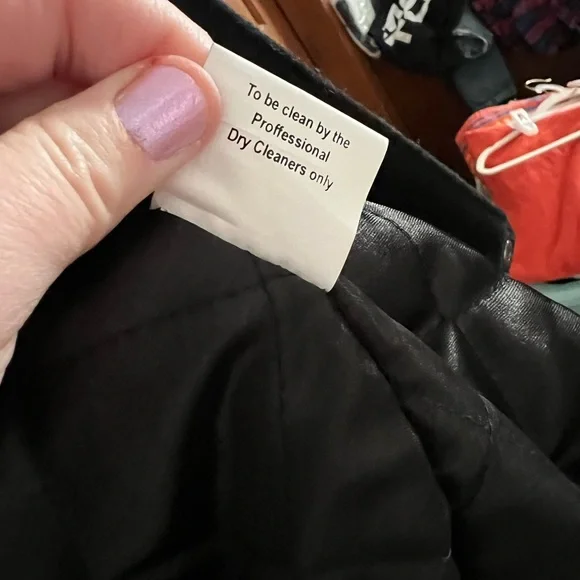 To be clean by the
Proffessional
Dry Cleaners only